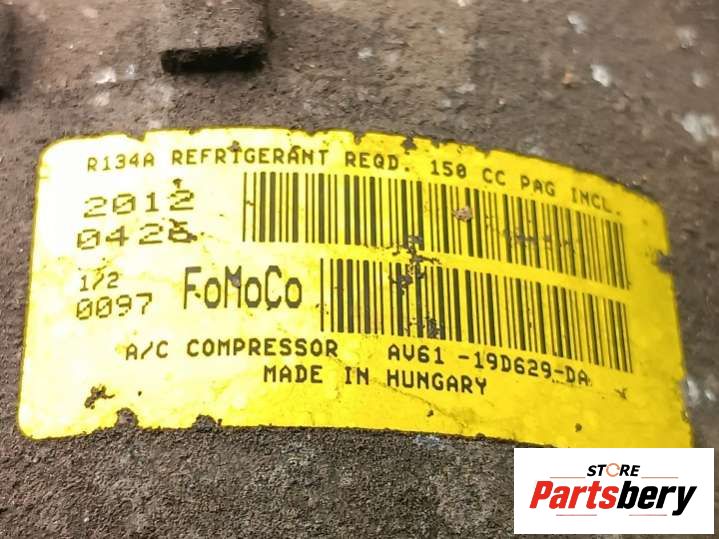 R134A REFRIGERANT REQD. 150 CC PAG INCL.
2012
0426
1/2
0097 FoMoCo
A/C COMPRESSOR AV61 -19D629-DA
MADE IN HUNGARY
STORE
Partsbery